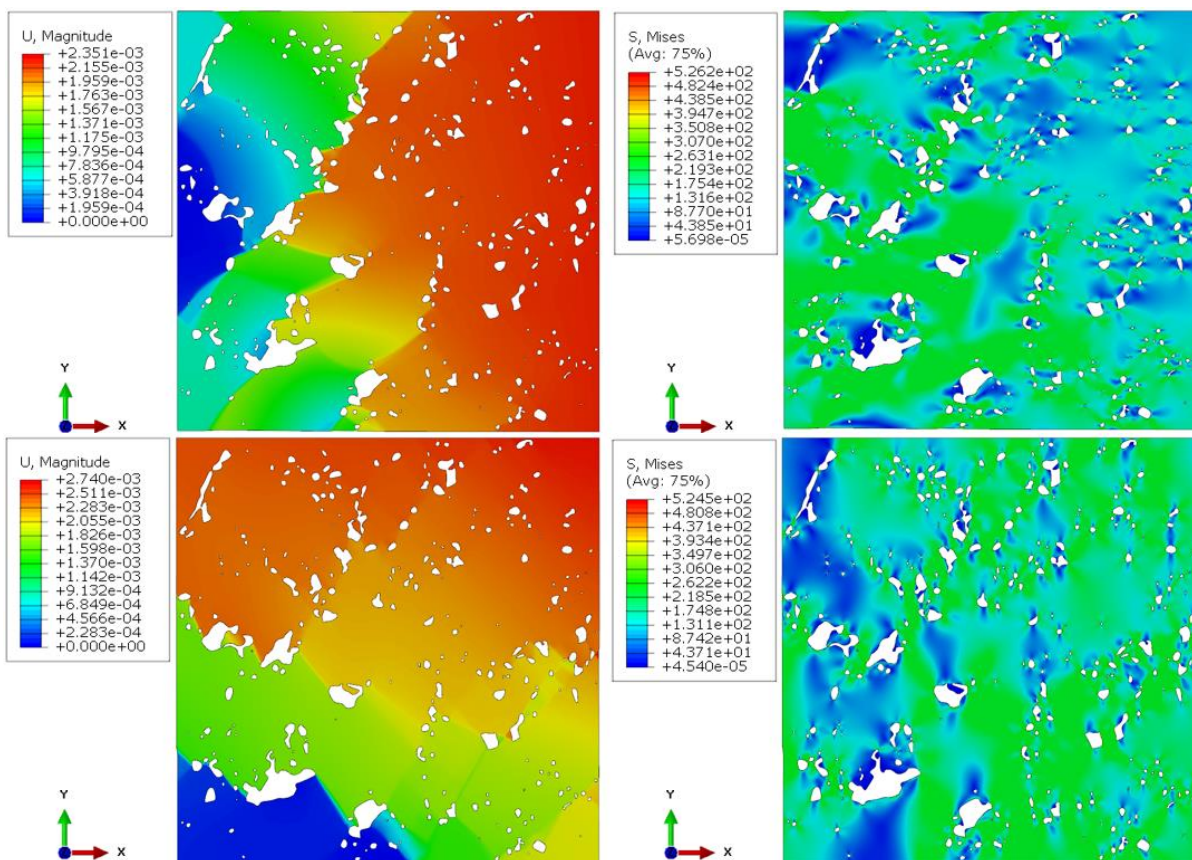 U, Magnitude
+2.351e-03
+2.155e-03
+1.959e-03
+1.763e-03
+1.567e-03
+1.371e-03
+1.175e-03
+9.795e-04
+7.836e-04
+5.877e-04
+3.918e-04
+1.959e-04
+0.000e+00
Y
X
S, Mises
(Avg: 75%)
+5.262e+02
+4.824e+02
+4.385e+02
+3.947e+02
+3.508e+02
+3.070e+02
+2.631e+02
+2.193e+02
+1.754e+02
+1.316e+02
+8.770e+01
+4.385e+01
+5.698e-05
Y
X
U, Magnitude
+2.740e-03
+2.511e-03
+2.283e-03
+2.055e-03
+1.826e-03
+1.598e-03
+1.370e-03
+1.142e-03
+9.132e-04
+6.849e-04
+4.566e-04
+2.283e-04
+0.000e+00
Y
X
S, Mises
(Avg: 75%)
+5.245e+02
+4.808e+02
+4.371e+02
+3.934e+02
+3.497e+02
+3.060e+02
+2.622e+02
+2.185e+02
+1.748e+02
+1.311e+02
+8.742e+01
+4.371e+01
+4.540e-05
Y
X